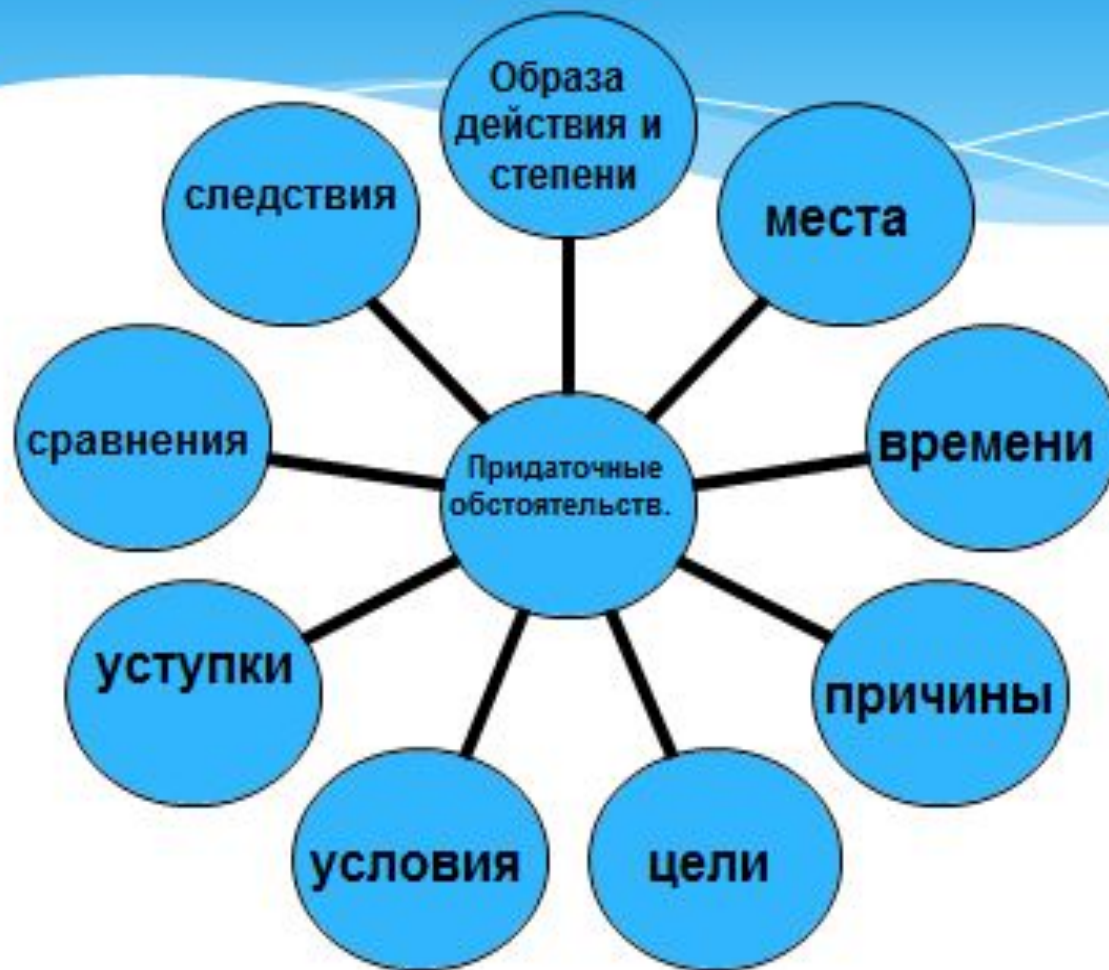 Образа
действия и
степени
места
времени
причины
цели
условия
уступки
сравнения
следствия
Придаточные
обстоятельств.